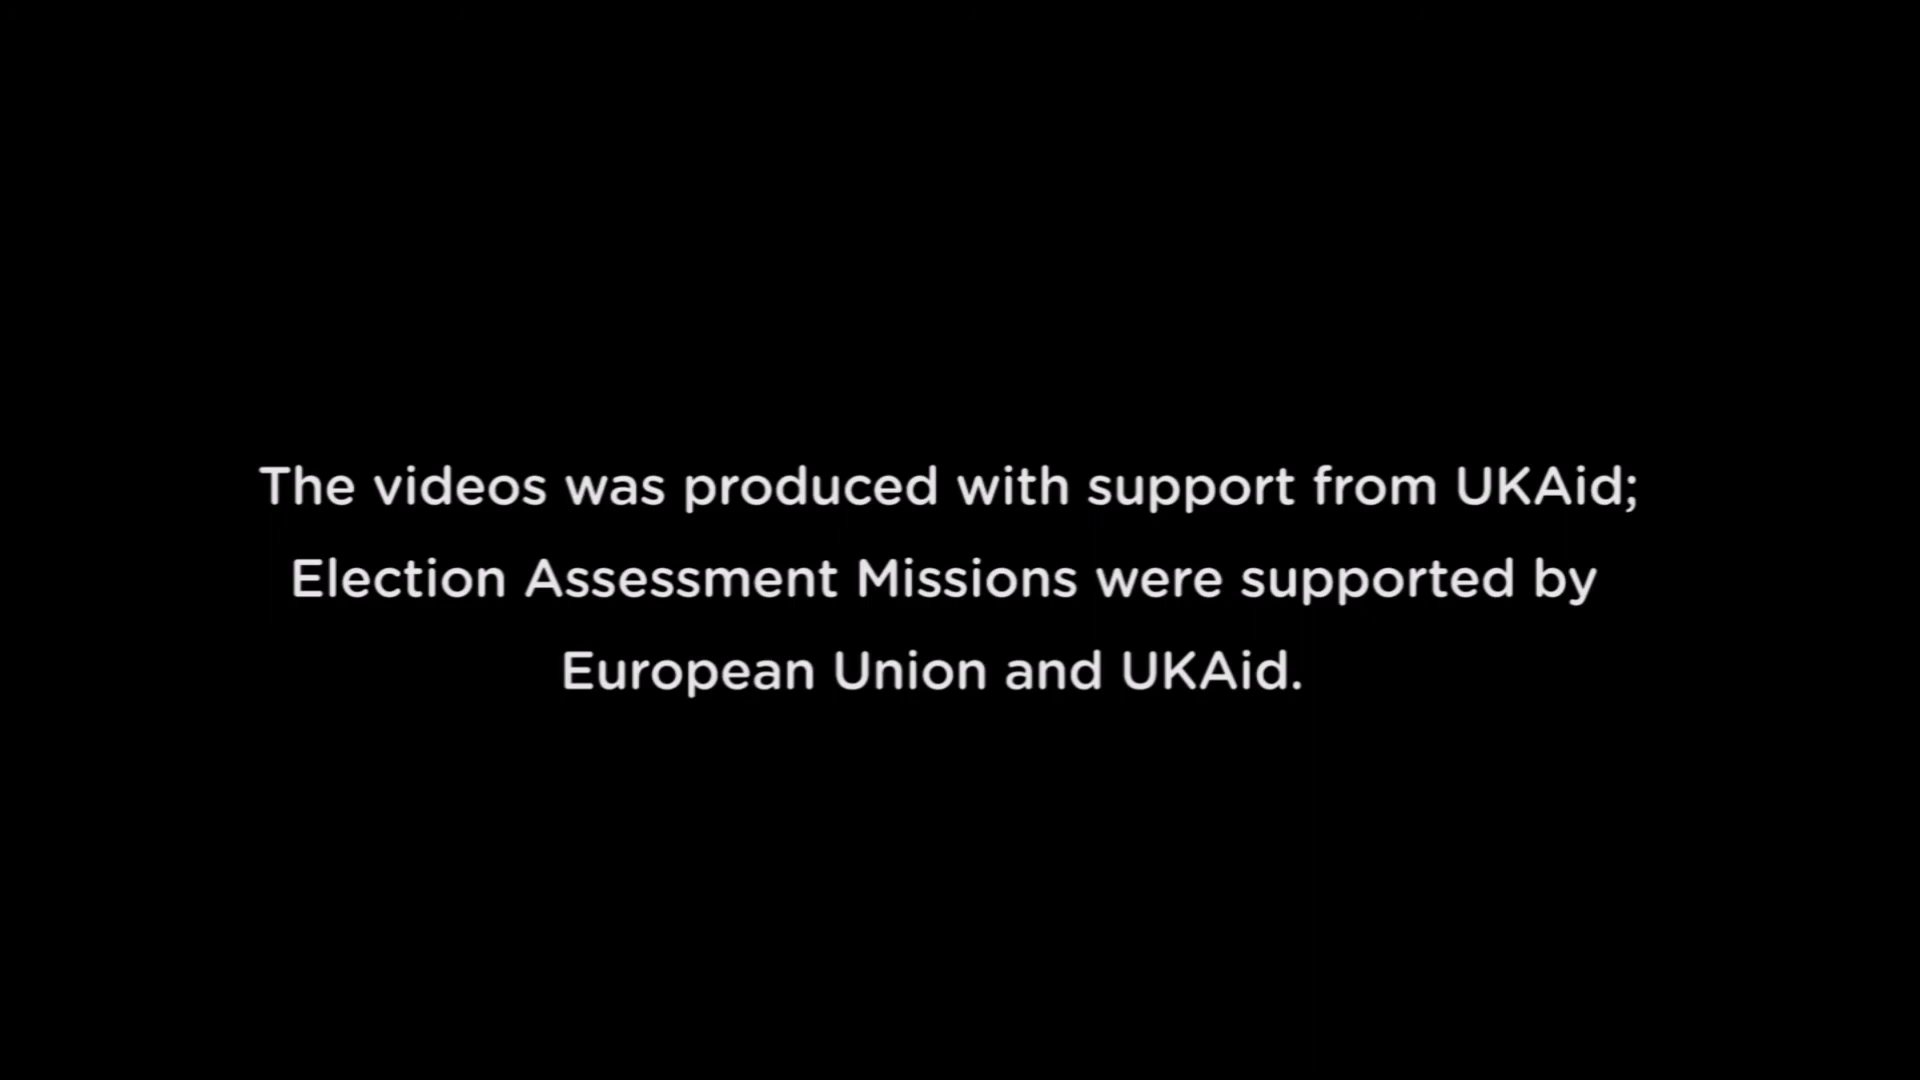 The videos was produced with support from UKAid;
Election Assessment Missions were supported by
European Union and UKAid.